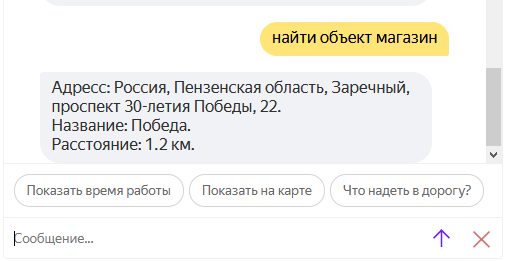 найти объект магазин
Адресс: Россия, Пензенская область, Заречный,
проспект 30-летия Победы, 22.
Название: Победа.
Расстояние: 1.2 км.
Показать время работы
Показать на карте
Что надеть в дорогу?
Сообщение...